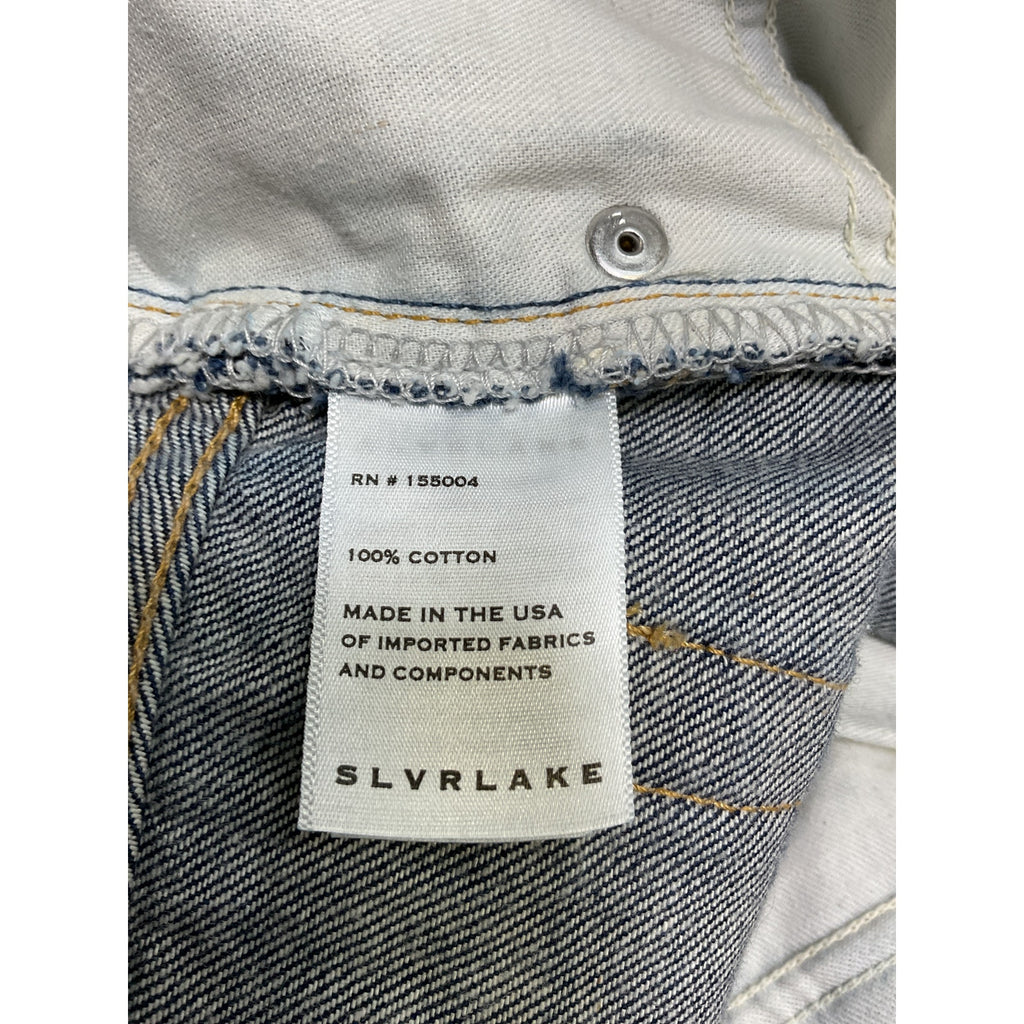 RN # 155004
100% COTTON
MADE IN THE USA
OF IMPORTED FABRICS
AND COMPONENTS
SLVRLAKE